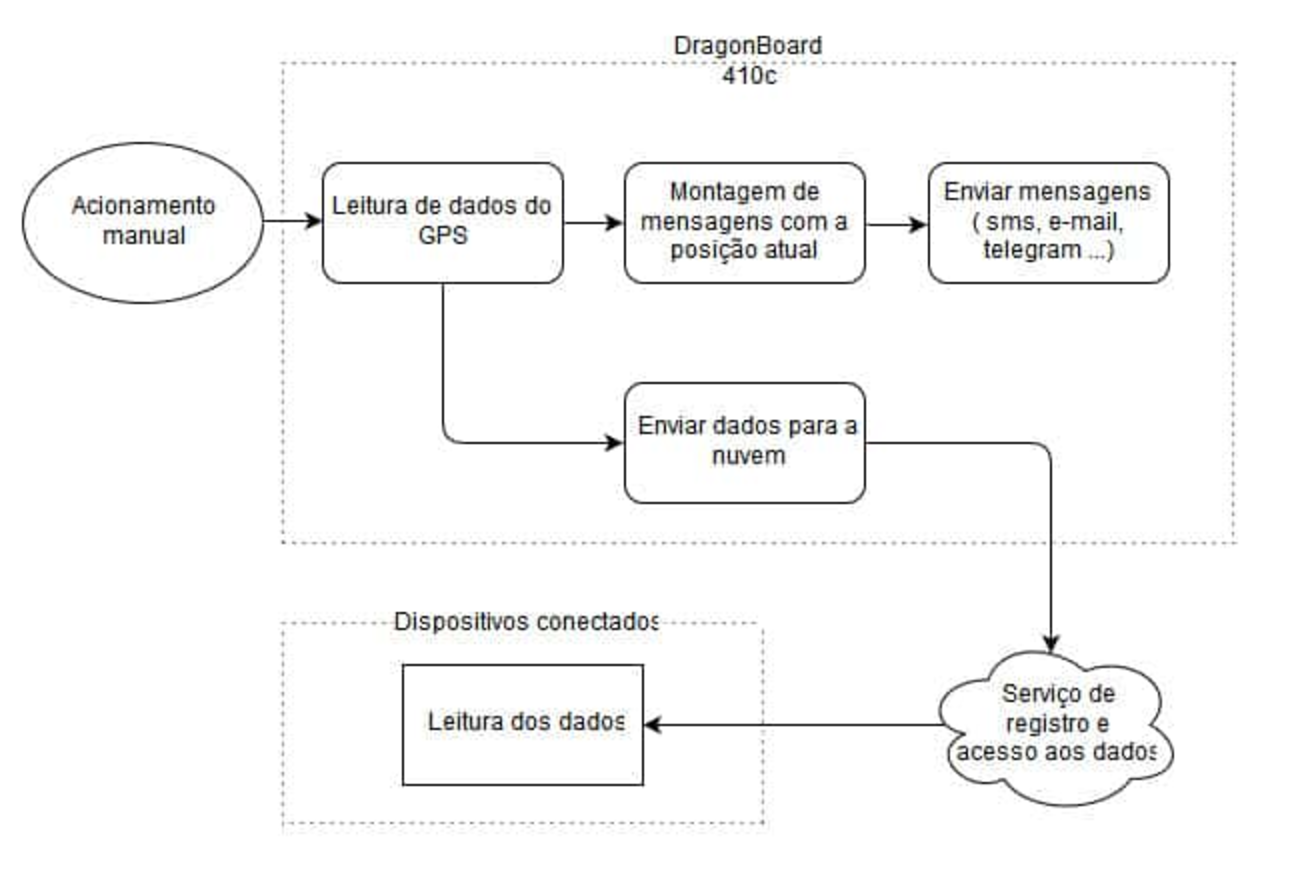 DragonBoard
410c
Acionamento
manual
Leitura de dados do
GPS
Montagem de
mensagens com a
posição atual
Enviar mensagens
( sms, e-mail,
telegram ...)
Enviar dados para a
nuvem
Dispositivos conectados
Leitura dos dados
Serviço de
registro e
acesso aos dados